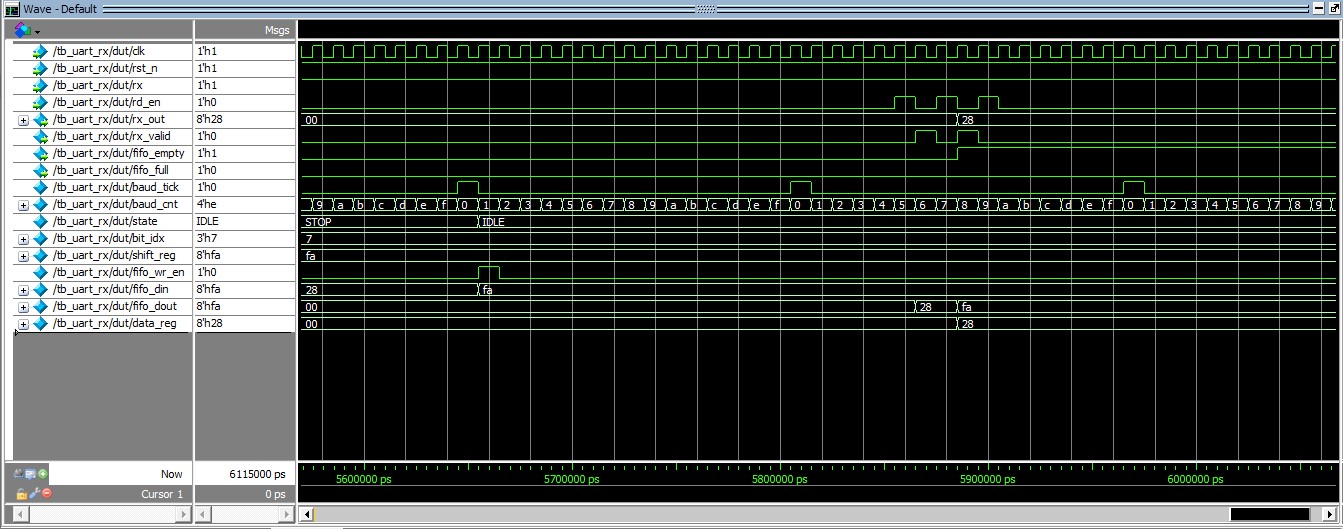 Wave - Default
Msgs
/tb_uart_rx/dut/clk 1'h1
/tb_uart_rx/dut/rst_n 1'h1
/tb_uart_rx/dut/rx 1'h1
/tb_uart_rx/dut/rd_en 1'h0
/tb_uart_rx/dut/rx_out 8'h28 00 28
/tb_uart_rx/dut/rx_valid 1'h0
/tb_uart_rx/dut/fifo_empty 1'h1
/tb_uart_rx/dut/fifo_full 1'h0
/tb_uart_rx/dut/baud_tick 1'h0
/tb_uart_rx/dut/baud_cnt 4'he 9 a b c d e f 0 1 2 3 4 5 6 7 8 9 a b c d e f 0 1 2 3 4 5 6 7 8 9 a b c d e f 0 1 2 3 4 5 6 7 8 9
/tb_uart_rx/dut/state IDLE STOP IDLE
/tb_uart_rx/dut/bit_idx 3'h7 7
/tb_uart_rx/dut/shift_reg 8'hfa fa
/tb_uart_rx/dut/fifo_wr_en 1'h0
/tb_uart_rx/dut/fifo_din 8'hfa 28 fa
/tb_uart_rx/dut/fifo_dout 8'hfa 00 28 fa
/tb_uart_rx/dut/data_reg 8'h28 00 28
Now 6115000 ps 5600000 ps 5700000 ps 5800000 ps 5900000 ps 6000000 ps
Cursor 1 0 ps